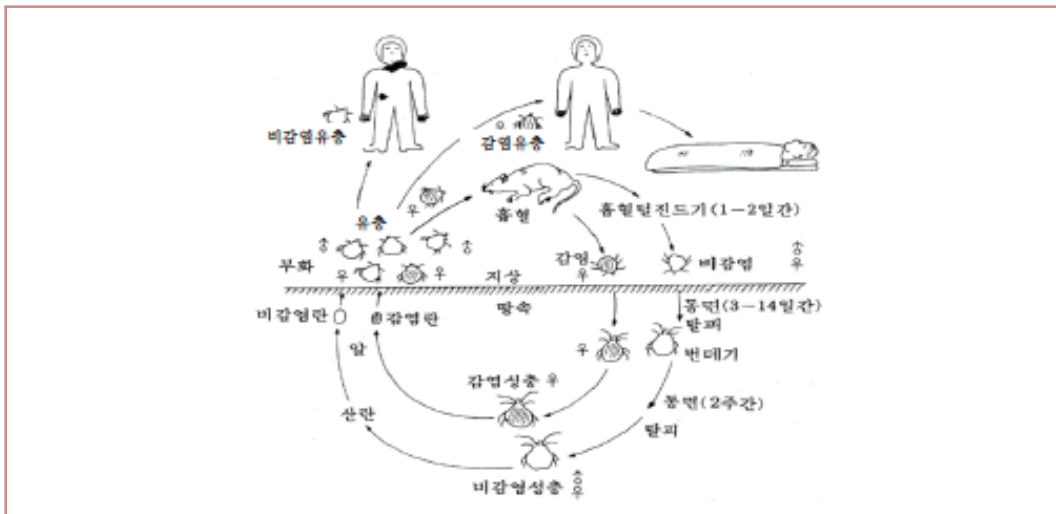 비감염유충
감염유충
유충
흡혈
흡혈털진드기(1-2일간)
부화
♂
♀
♀
♀
♂
지상
감염
♀
비감염
♂
♀
땅속
비감염란
감염란
알
동면(3-14일간)
탈피
번데기
♀
감염성충 ♀
동면(2주간)
탈피
산란
비감염성충
♂
♀